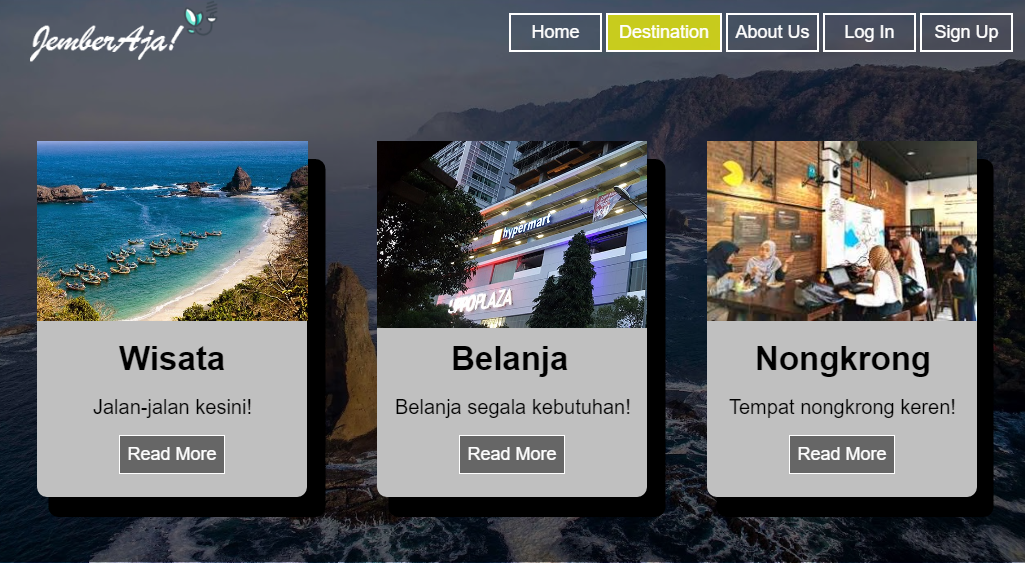 JemberAja!
Home
Destination
About Us
Log In
Sign Up
hypermart
LIPPO PLAZA
Wisata
Belanja
Nongkrong
Jalan-jalan kesini!
Belanja segala kebutuhan!
Tempat nongkrong keren!
Read More
Read More
Read More